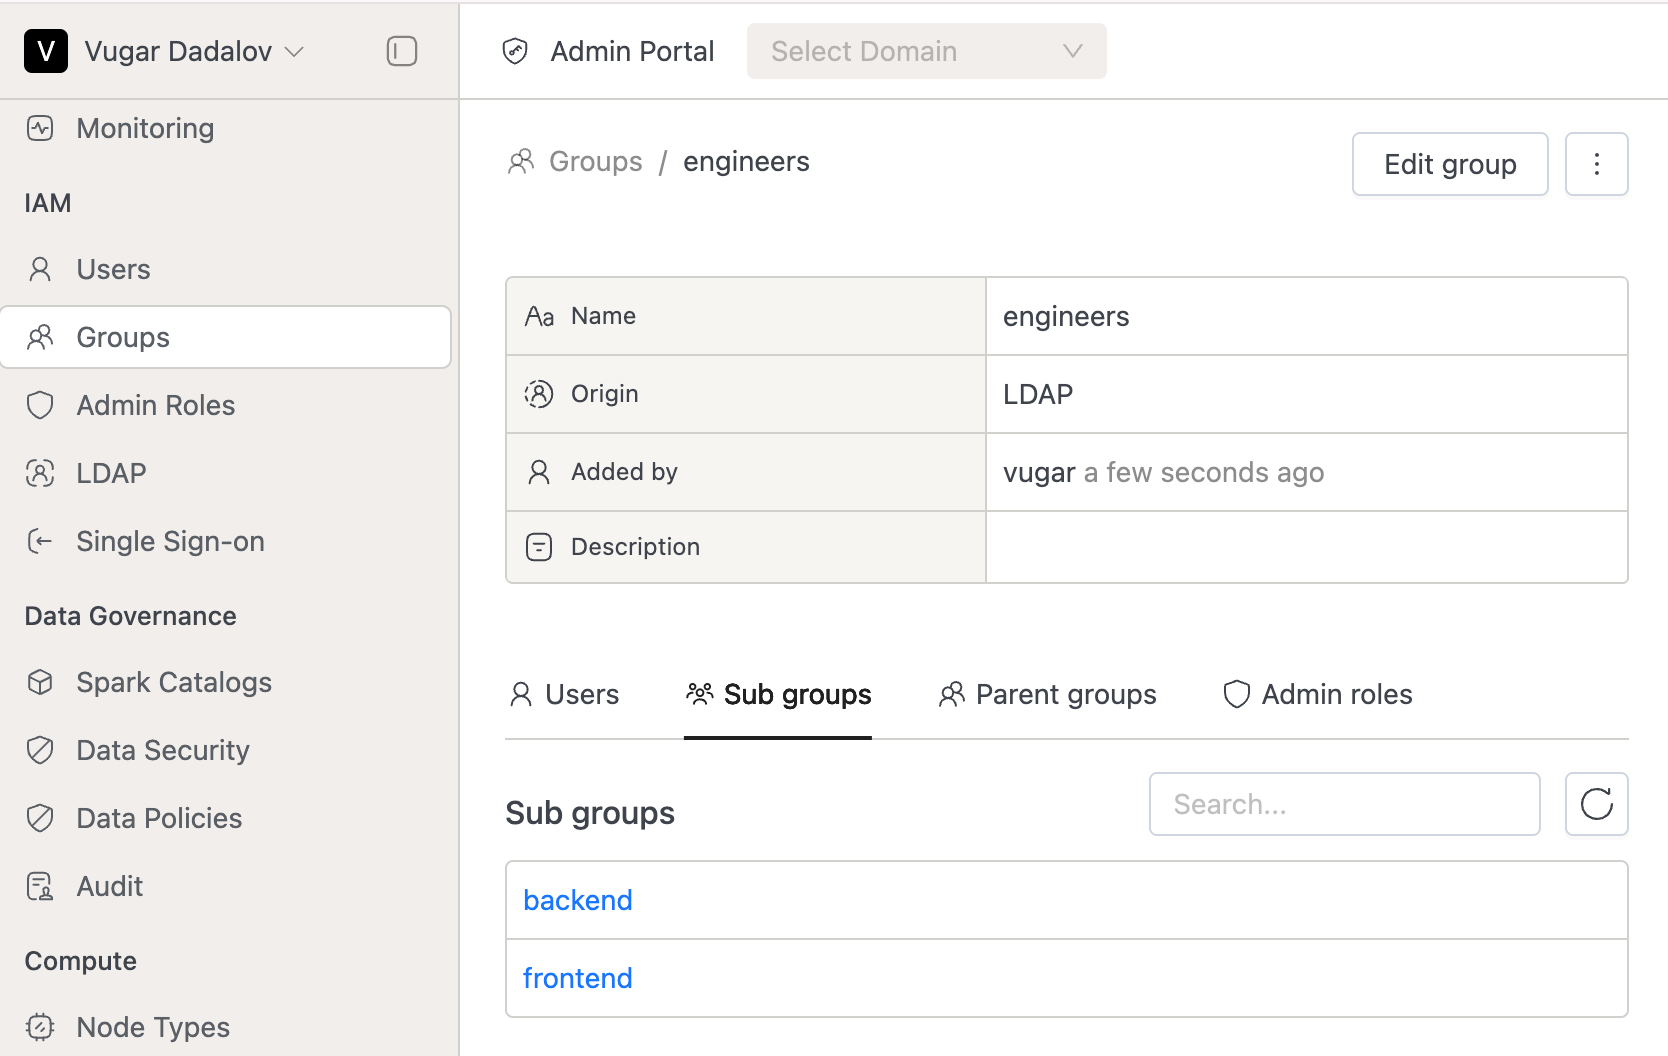 V Vugar Dadalov
Monitoring
IAM
Users
Groups
Admin Roles
LDAP
Single Sign-on
Data Governance
Spark Catalogs
Data Security
Data Policies
Audit
Compute
Node Types
Admin Portal Select Domain
Groups / engineers
Edit group
Aa Name engineers
Origin LDAP
Added by vugar a few seconds ago
Description
Users Sub groups Parent groups Admin roles
Sub groups Search...
backend
frontend